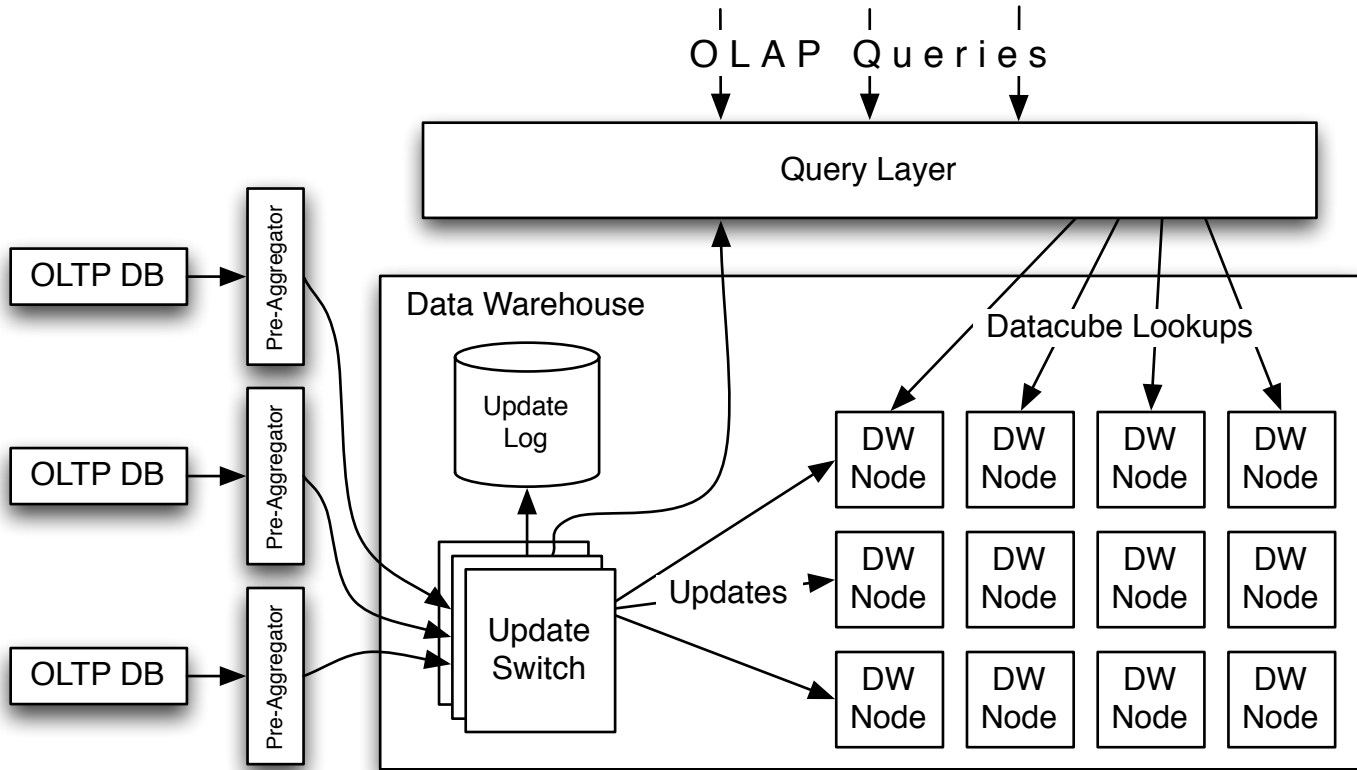 OLAP Queries
Query Layer
OLTP DB
Pre-Aggregator
OLTP DB
Pre-Aggregator
OLTP DB
Pre-Aggregator
Data Warehouse
Update
Log
Update
Switch
Updates
Datacube Lookups
DW
Node
DW
Node
DW
Node
DW
Node
DW
Node
DW
Node
DW
Node
DW
Node
DW
Node
DW
Node
DW
Node
DW
Node